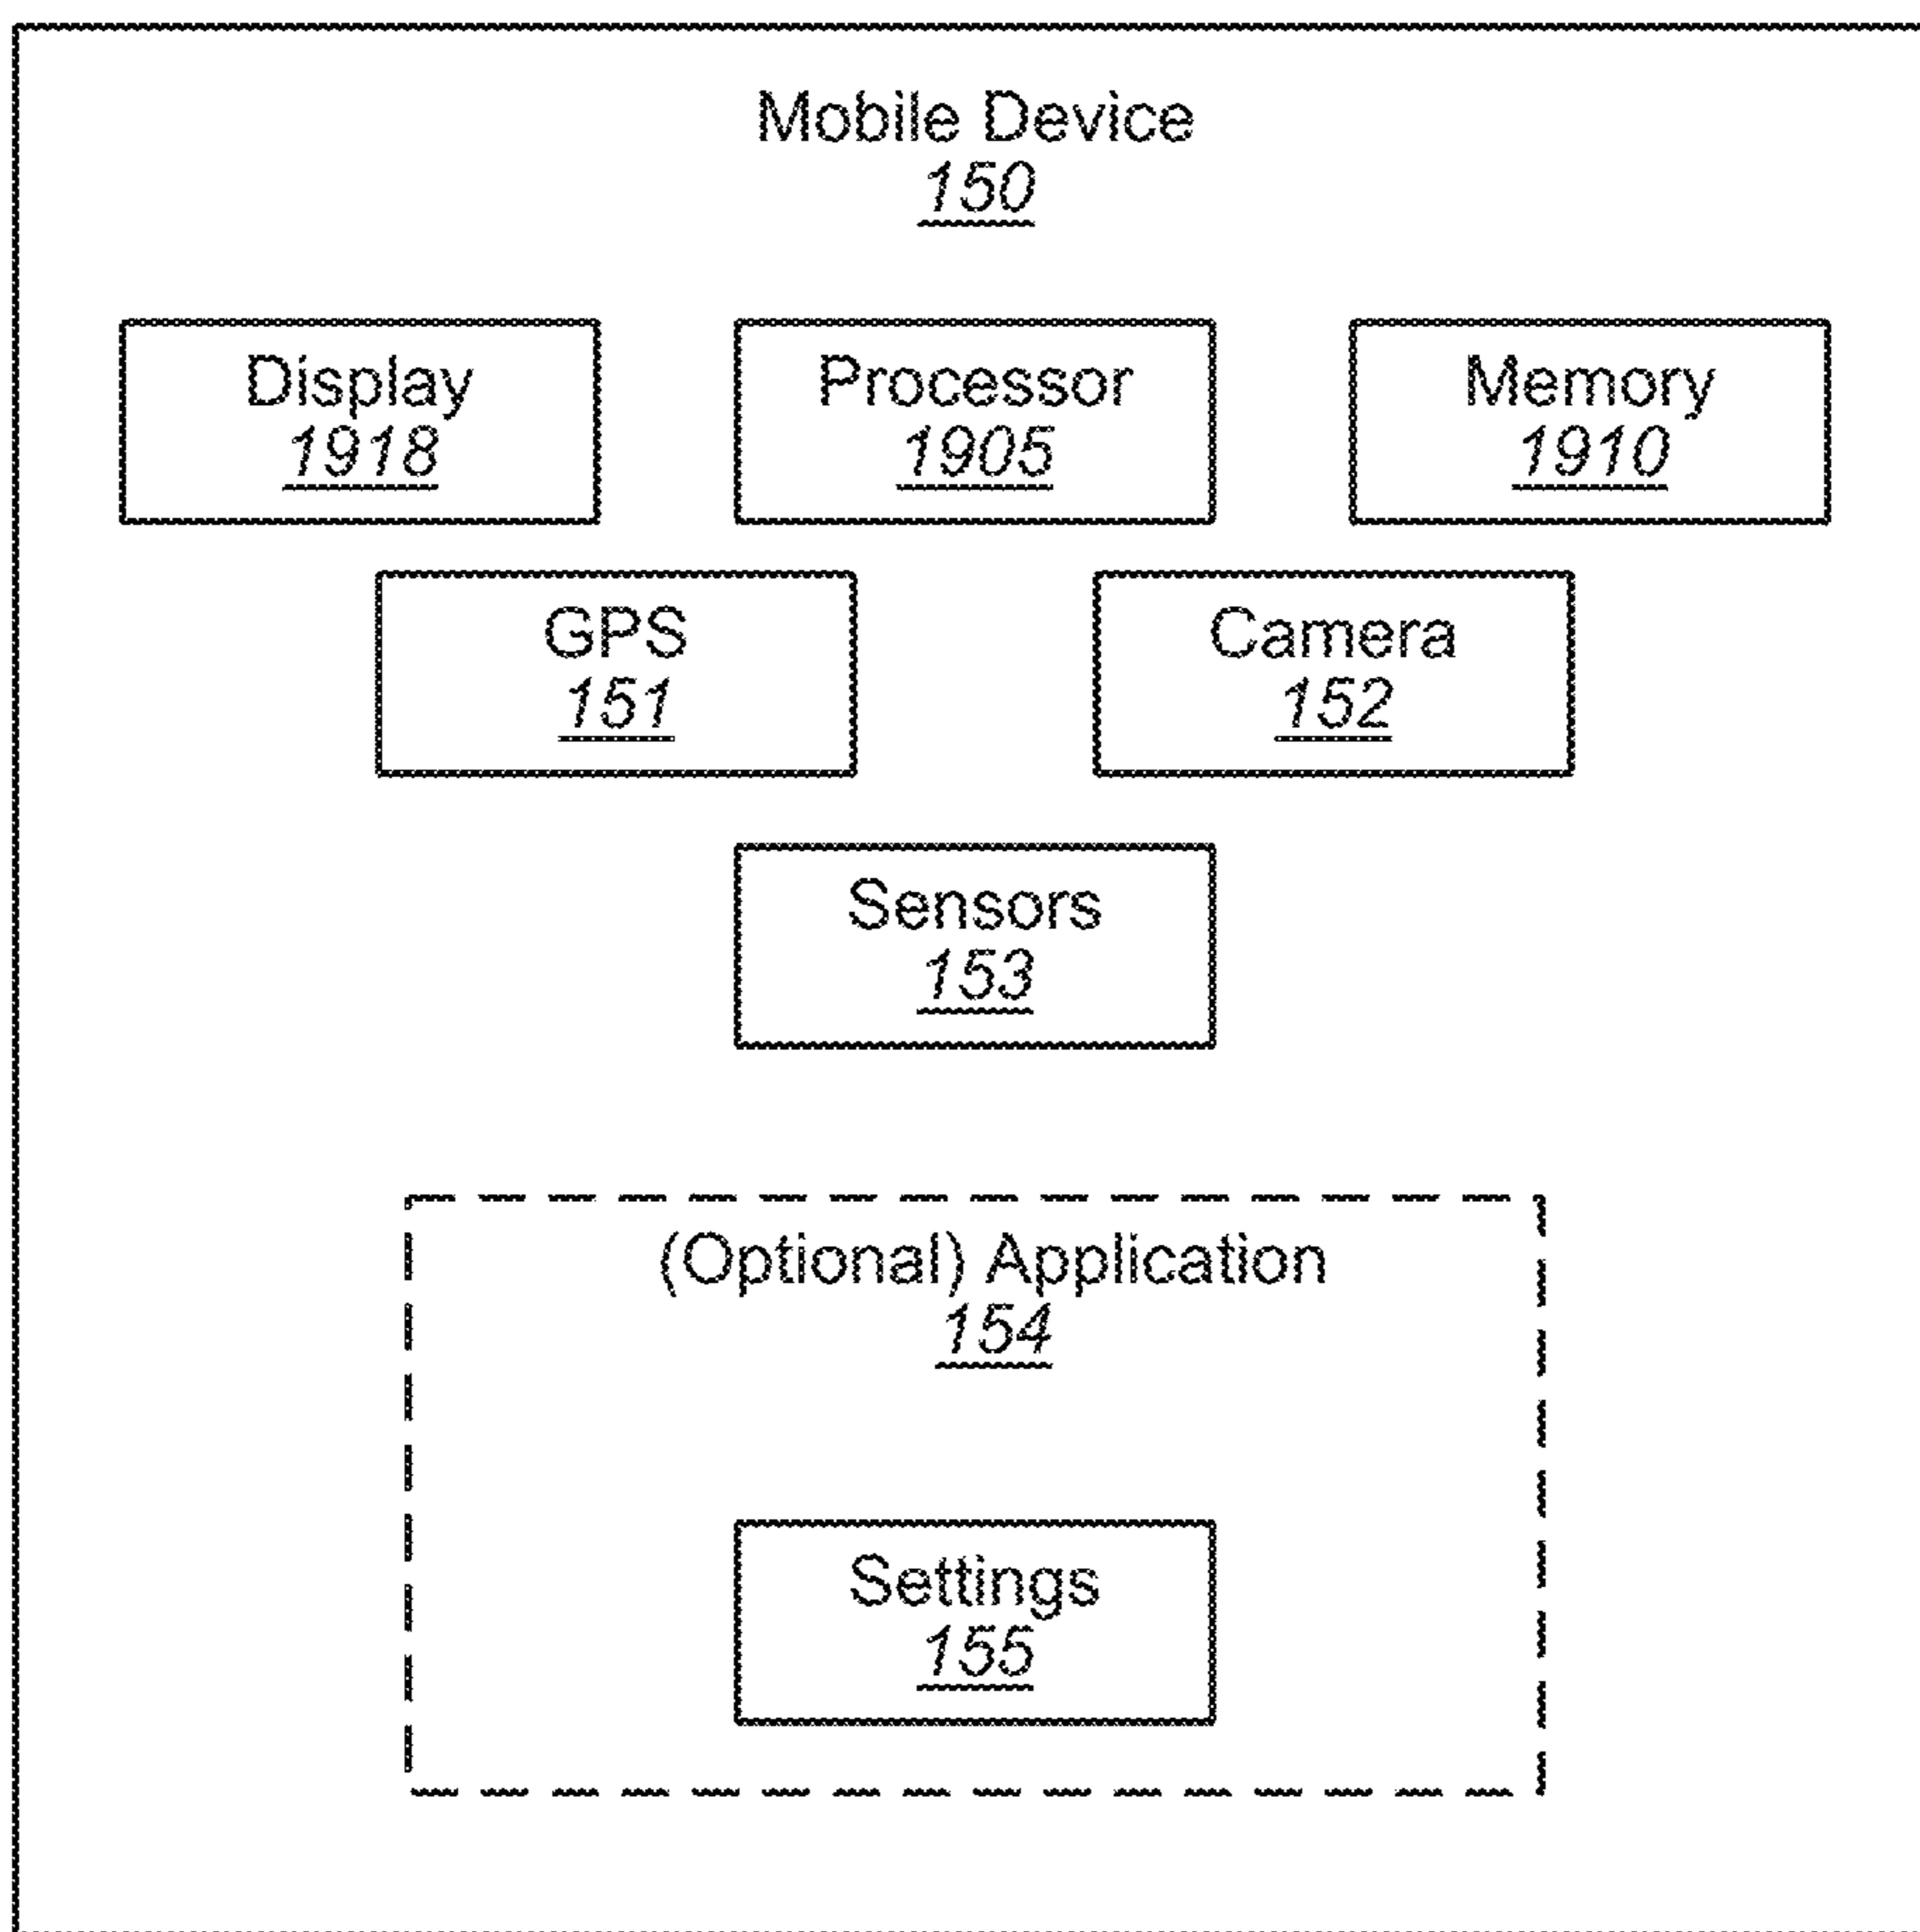 Mobile Device
150
Display
1918
Processor
1905
Memory
1910
GPS
151
Camera
152
Sensors
153
(Optional) Application
154
Settings
155